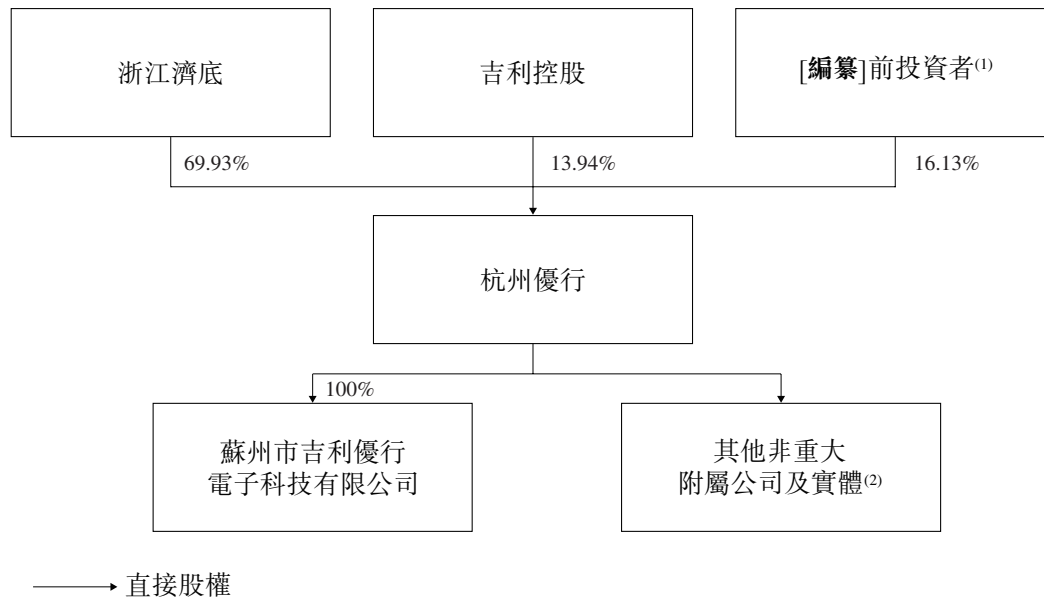 浙江濟底
吉利控股
[編纂]前投資者(1)
69.93%
13.94%
16.13%
杭州優行
100%
蘇州市吉利優行
電子科技有限公司
其他非重大
附屬公司及實體(2)
直接股權